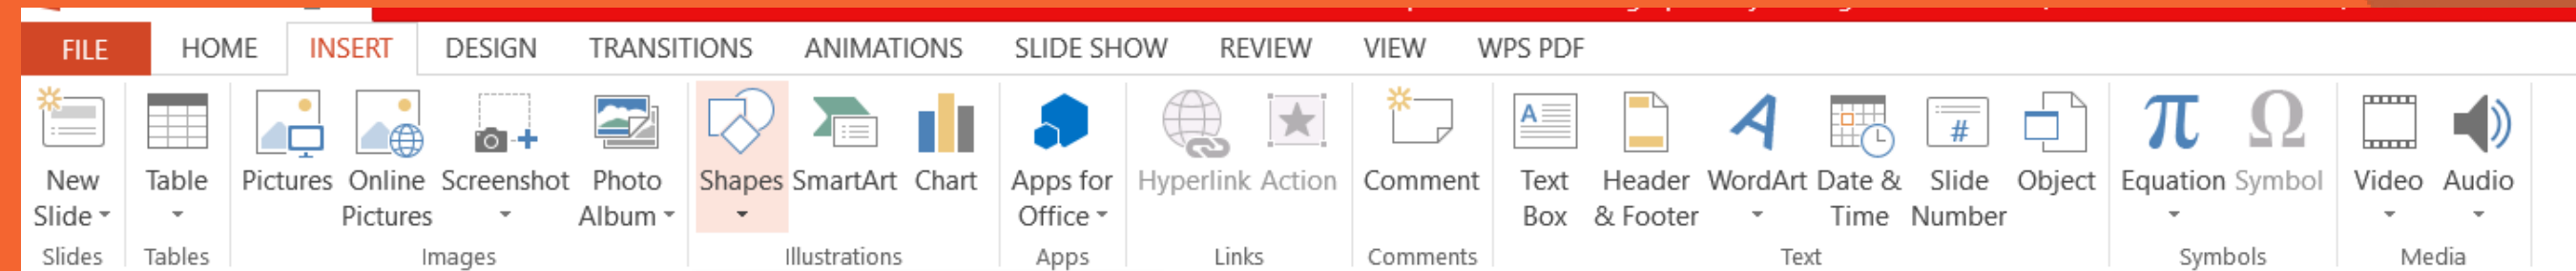 FILE HOME INSERT DESIGN TRANSITIONS ANIMATIONS SLIDE SHOW REVIEW VIEW WPS PDF
New Table Pictures Online Screenshot Photo Shapes SmartArt Chart Apps for Hyperlink Action Comment Text Header WordArt Date & Slide Object Equation Symbol Video Audio
Slide Pictures Album Office Box & Footer Time Number
Slides Tables Images Illustrations Apps Links Comments Text Symbols Media